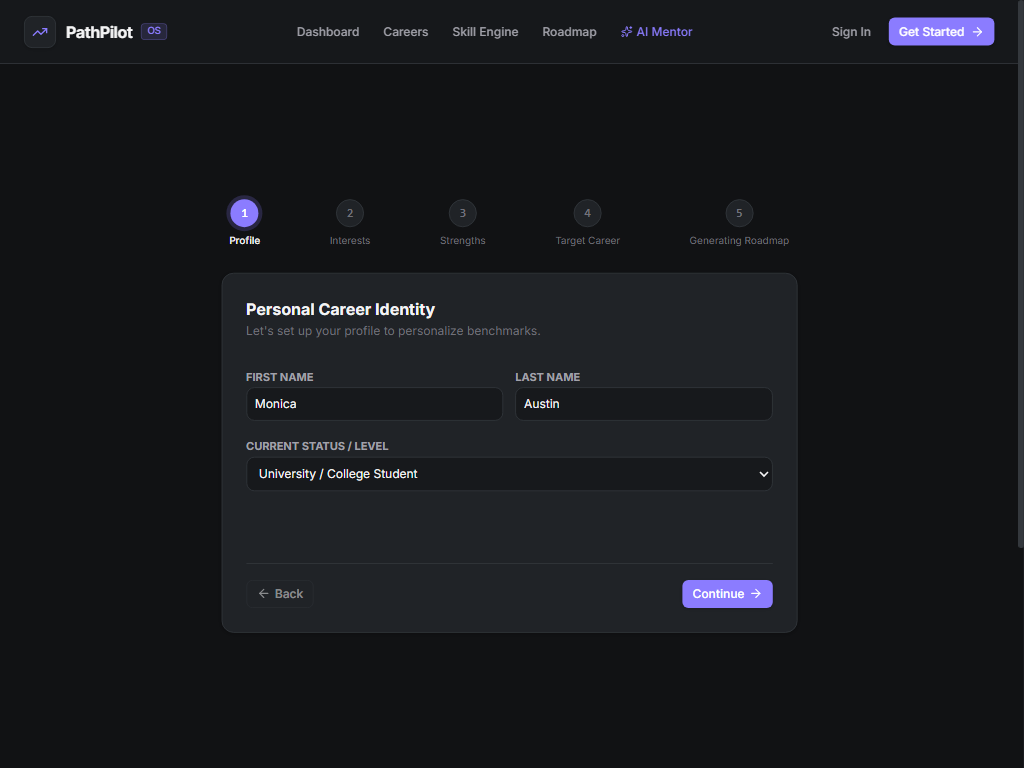 PathPilot OS
Dashboard Careers Skill Engine Roadmap AI Mentor
Sign In Get Started →
1 2 3 4 5
Profile Interests Strengths Target Career Generating Roadmap
Personal Career Identity
Let's set up your profile to personalize benchmarks.
FIRST NAME LAST NAME
Monica Austin
CURRENT STATUS / LEVEL
University / College Student
← Back Continue →